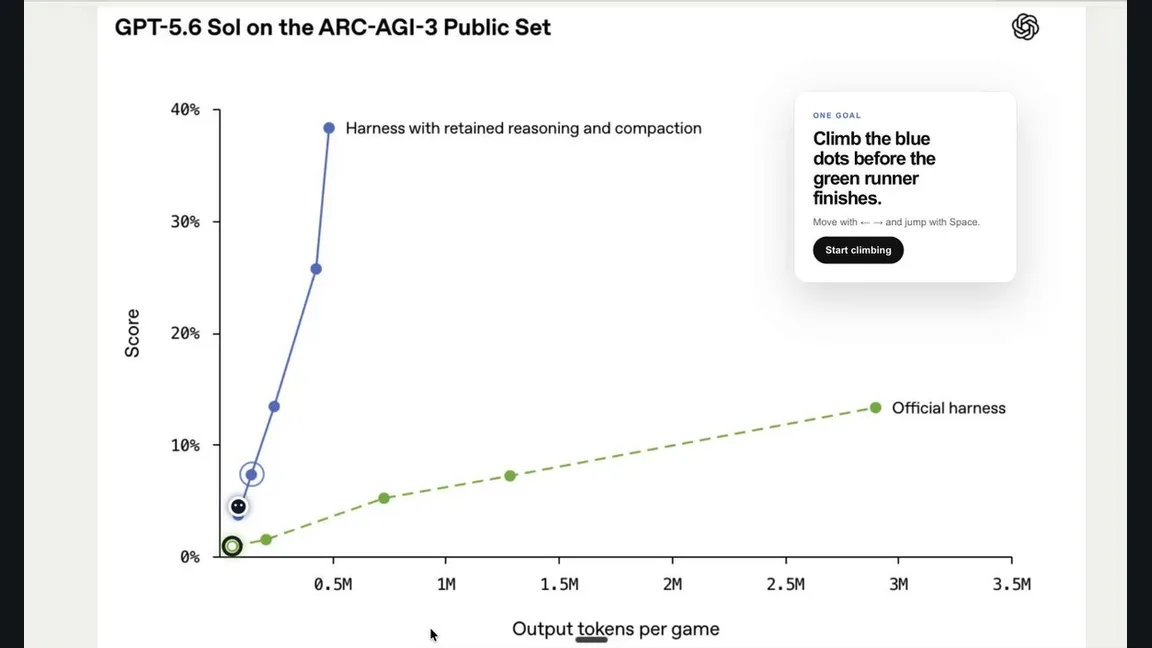 GPT-5.6 Sol on the ARC-AGI-3 Public Set
40%
30%
20%
10%
0%
Score
Harness with retained reasoning and compaction
ONE GOAL
Climb the blue
dots before the
green runner
finishes.
Move with ← → and jump with Space.
Start climbing
Official harness
0.5M
1M
1.5M
2M
2.5M
3M
3.5M
Output tokens per game